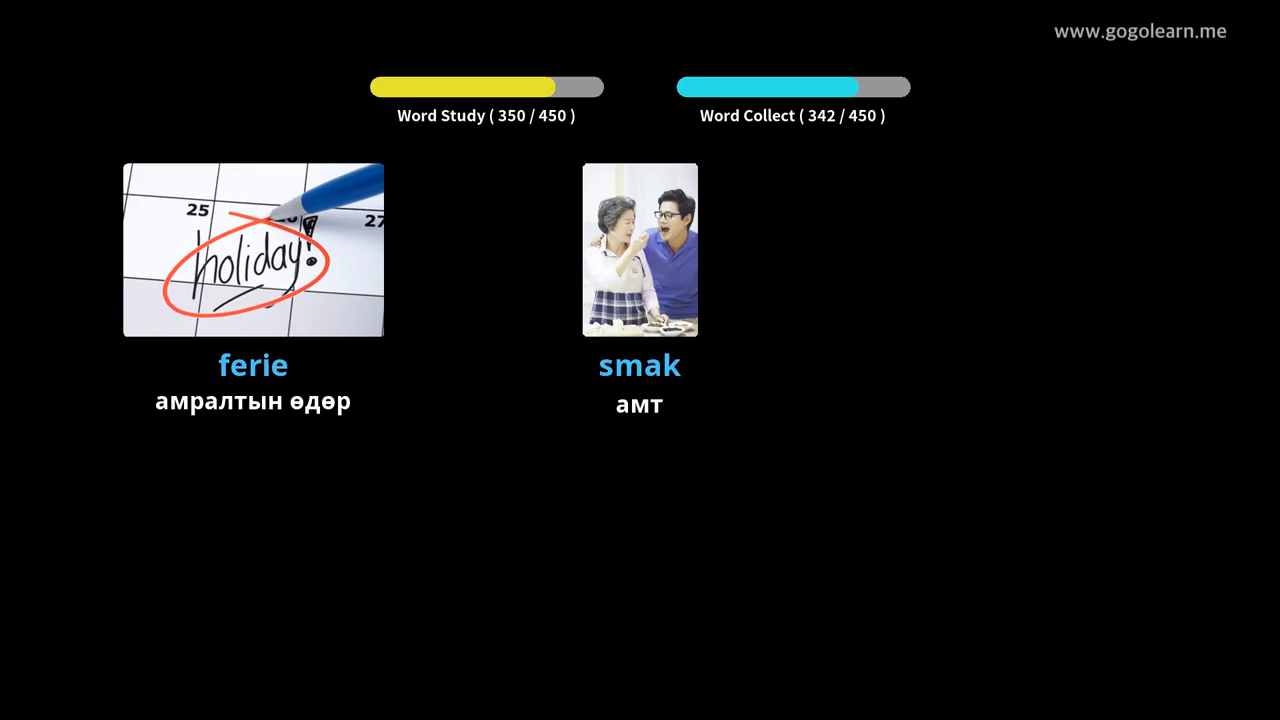 www.gogolearn.me
Word Study ( 350 / 450 )
Word Collect ( 342 / 450 )
25
27
holiday!
ferie
амралтын өдөр
smak
амт